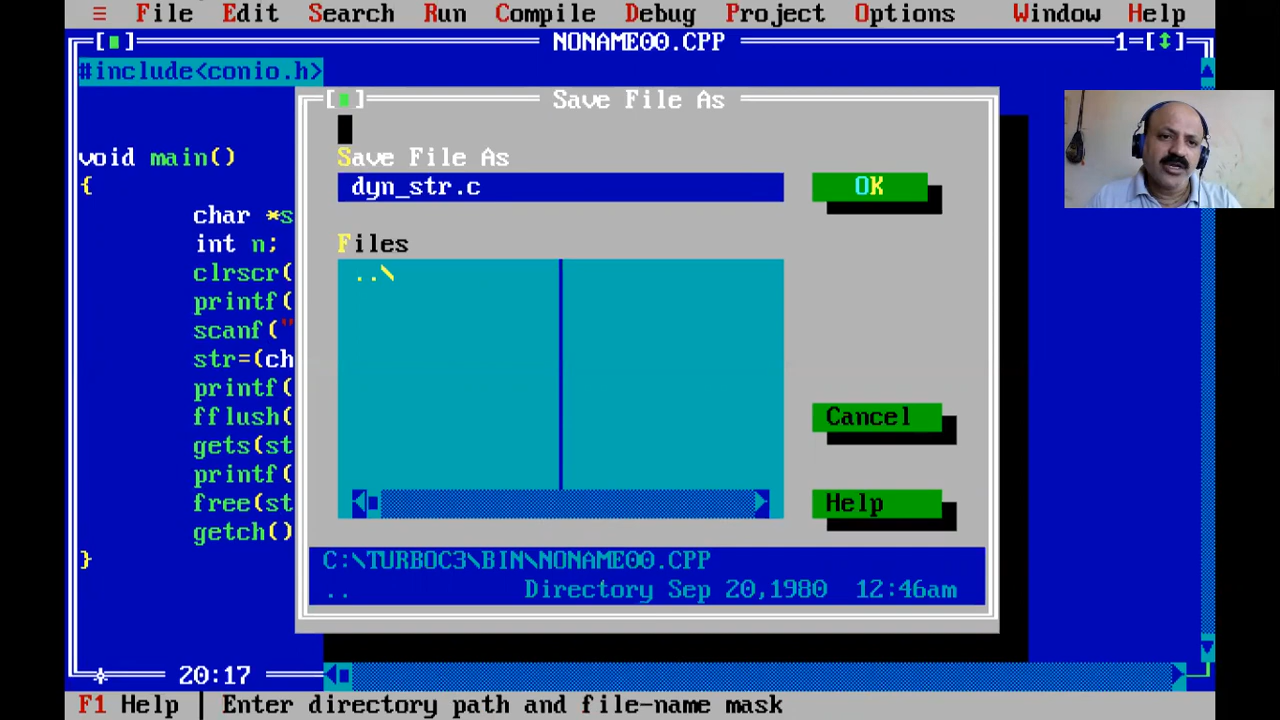 ≡ File Edit Search Run Compile Debug Project Options Window Help
[■] NONAME00.CPP 1=[↕]
#include<conio.h>
void main()
{
char *s
int n;
clrscr(
printf(
scanf("
str=(ch
printf(
fflush(
gets(st
printf(
free(st
getch()
}
20:17
[■] Save File As
Save File As
dyn_str.c
OK
Files
..\
Cancel
Help
C:\TURBOC3\BIN\NONAME00.CPP
.. Directory Sep 20,1980 12:46am
F1 Help │ Enter directory path and file-name mask